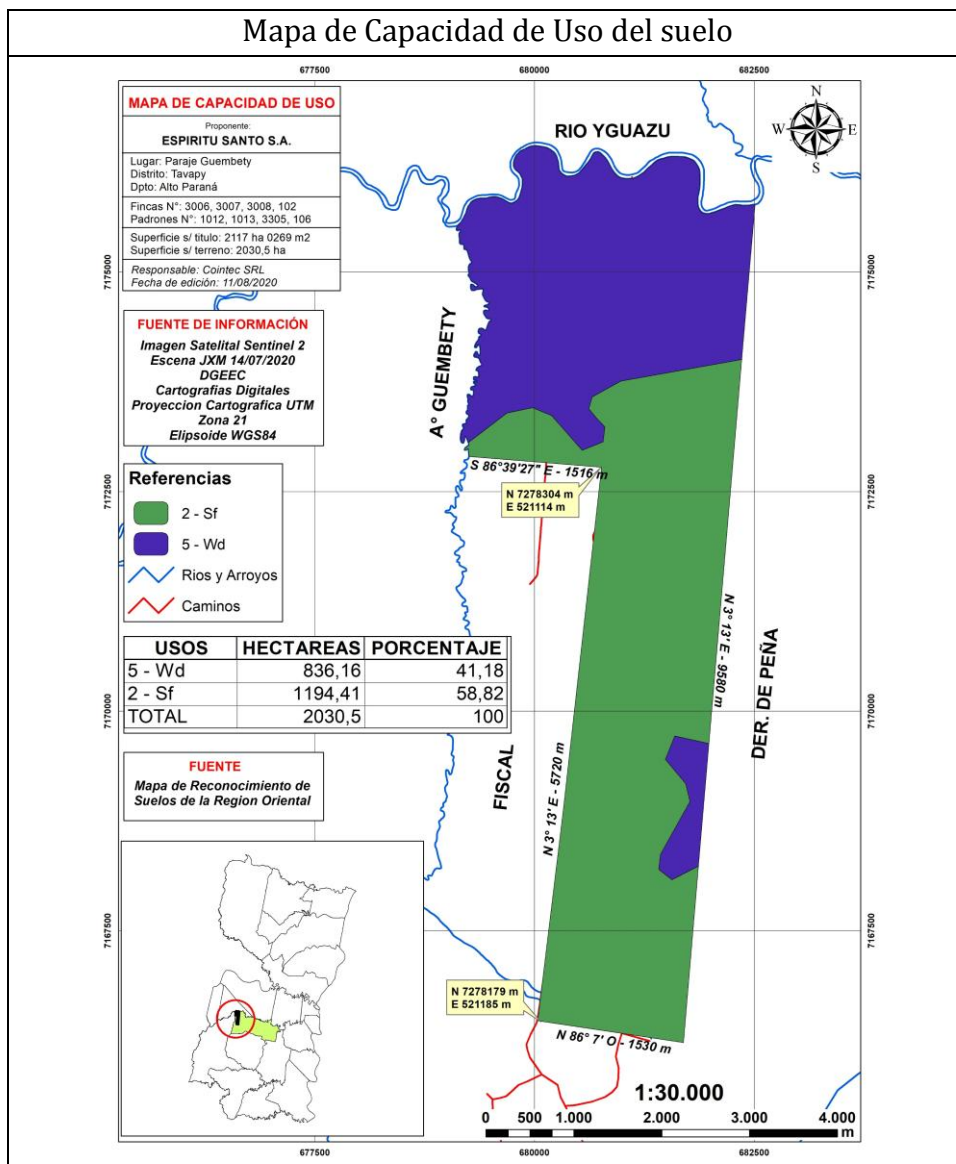 Mapa de Capacidad de Uso del suelo
677500
680000
682500
MAPA DE CAPACIDAD DE USO
Proponente:
ESPIRITU SANTO S.A.
Lugar: Paraje Guembety
Distrito: Tavapy
Dpto: Alto Paraná
Fincas N°: 3006, 3007, 3008, 102
Padrones N°: 1012, 1013, 3305, 106
Superficie s/ titulo: 2117 ha 0269 m2
Superficie s/ terreno: 2030,5 ha
Responsable: Cointec SRL
Fecha de edición: 11/08/2020
RIO YGUAZU
N
W
E
S
7175000
7175000
FUENTE DE INFORMACIÓN
Imagen Satelital Sentinel 2
Escena JXM 14/07/2020
DGEEC
Cartografias Digitales
Proyeccion Cartografica UTM
Zona 21
Elipsoide WGS84
A° GUEMBETY
S 86°39'27" E - 1516 m
N 7278304 m
E 521114 m
7172500
7172500
Referencias
2 - Sf
5 - Wd
Rios y Arroyos
Caminos
N 3° 13' E - 9580 m
DER. DE PEÑA
USOS HECTAREAS PORCENTAJE
5 - Wd 836,16 41,18
2 - Sf 1194,41 58,82
TOTAL 2030,5 100
7170000
7170000
FUENTE
Mapa de Reconocimiento de
Suelos de la Region Oriental
FISCAL
N 3° 13' E - 5720 m
7167500
7167500
N 7278179 m
E 521185 m
N 86° 7' O - 1530 m
1:30.000
0 500 1.000 2.000 3.000 4.000
m
677500
680000
682500